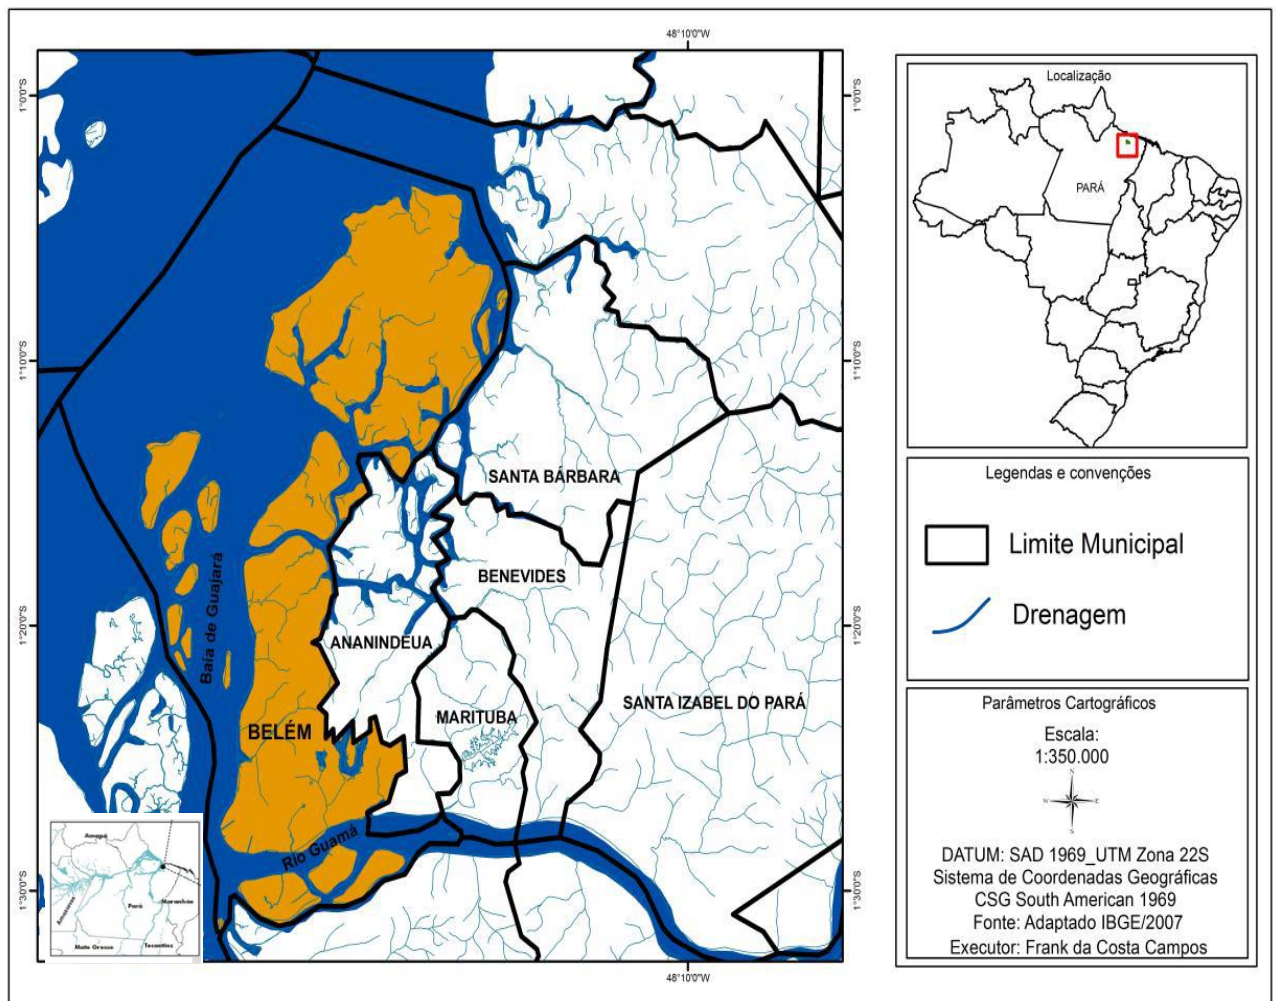 48°10'0"W
1°0'0"S
1°0'0"S
1°10'0"S
1°10'0"S
1°20'0"S
1°20'0"S
1°30'0"S
1°30'0"S
48°10'0"W
SANTA BÁRBARA
BENEVIDES
Baía de Guajará
ANANINDEUA
SANTA IZABEL DO PARÁ
MARITUBA
BELÉM
Rio Guamá
Amapá
Amazonas
Pará
Maranhão
Mato Grosso
Tocantins
Localização
PARÁ
Legendas e convenções
Limite Municipal
Drenagem
Parâmetros Cartográficos
Escala:
1:350.000
N
W
E
S
DATUM: SAD 1969_UTM Zona 22S
Sistema de Coordenadas Geográficas
CSG South American 1969
Fonte: Adaptado IBGE/2007
Executor: Frank da Costa Campos